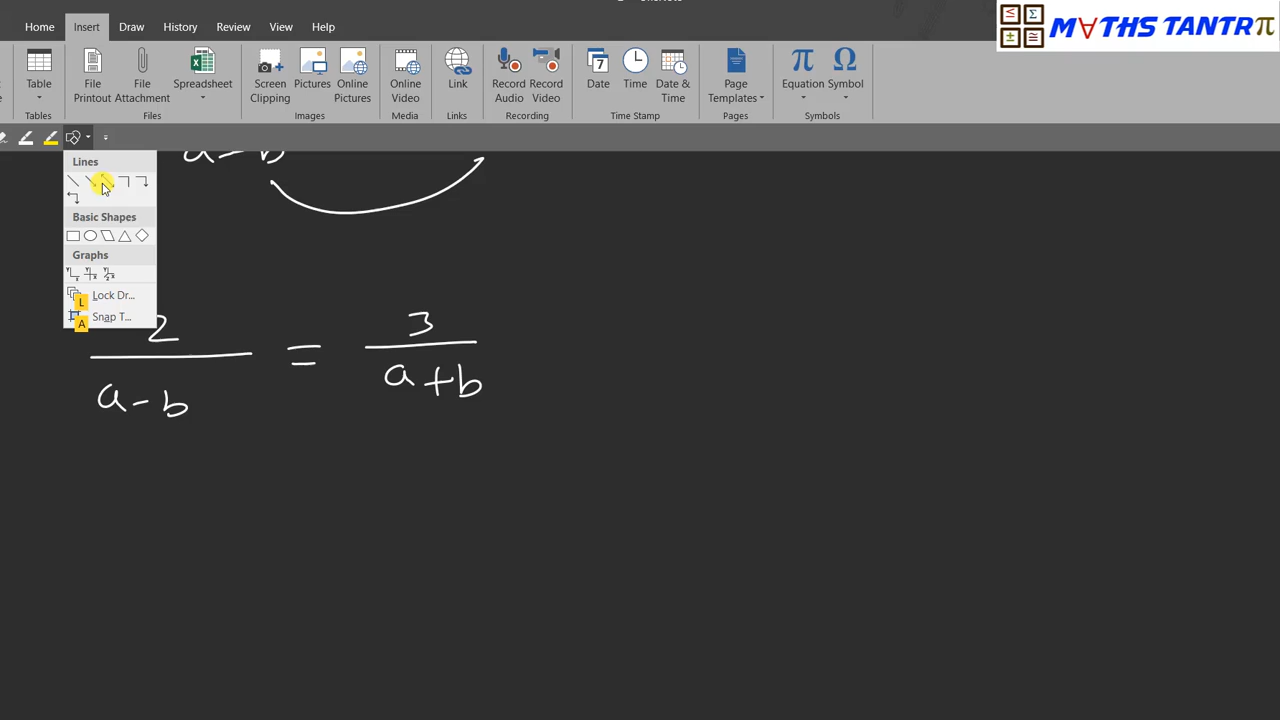 Home Insert Draw History Review View Help
≤ Σ ± ≅ M∀THS TANTRπ
Table File Printout File Attachment Spreadsheet Screen Clipping Pictures Online Pictures Online Video Link Record Audio Record Video Date Time Date & Time Page Templates Equation Symbol
Tables Files Images Media Links Recording Time Stamp Pages Symbols
Lines
a - b
Basic Shapes
Graphs
L Lock Dr...
A Snap T...
2 3
= 
a - b a + b